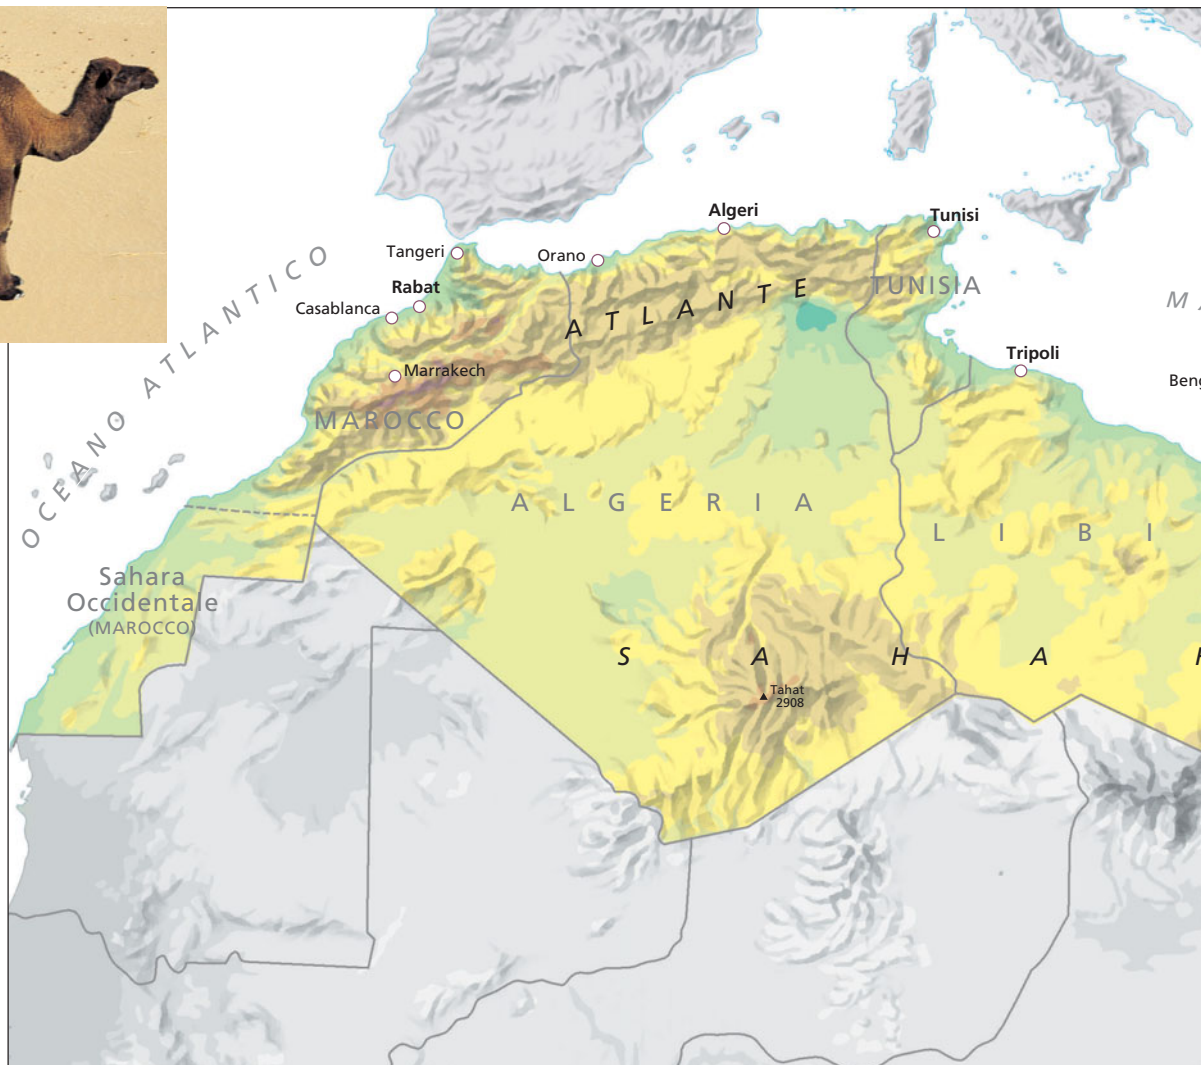 Algeri
Tunisi
Tangeri
Orano
Rabat
Casablanca
TUNISIA
ATLANTE
OCEANO ATLANTICO
Tripoli
Marrakech
MAROCCO
ALGERIA
LIBI
Sahara
Occidentale
(MAROCCO)
SAHA
Tahat
2908